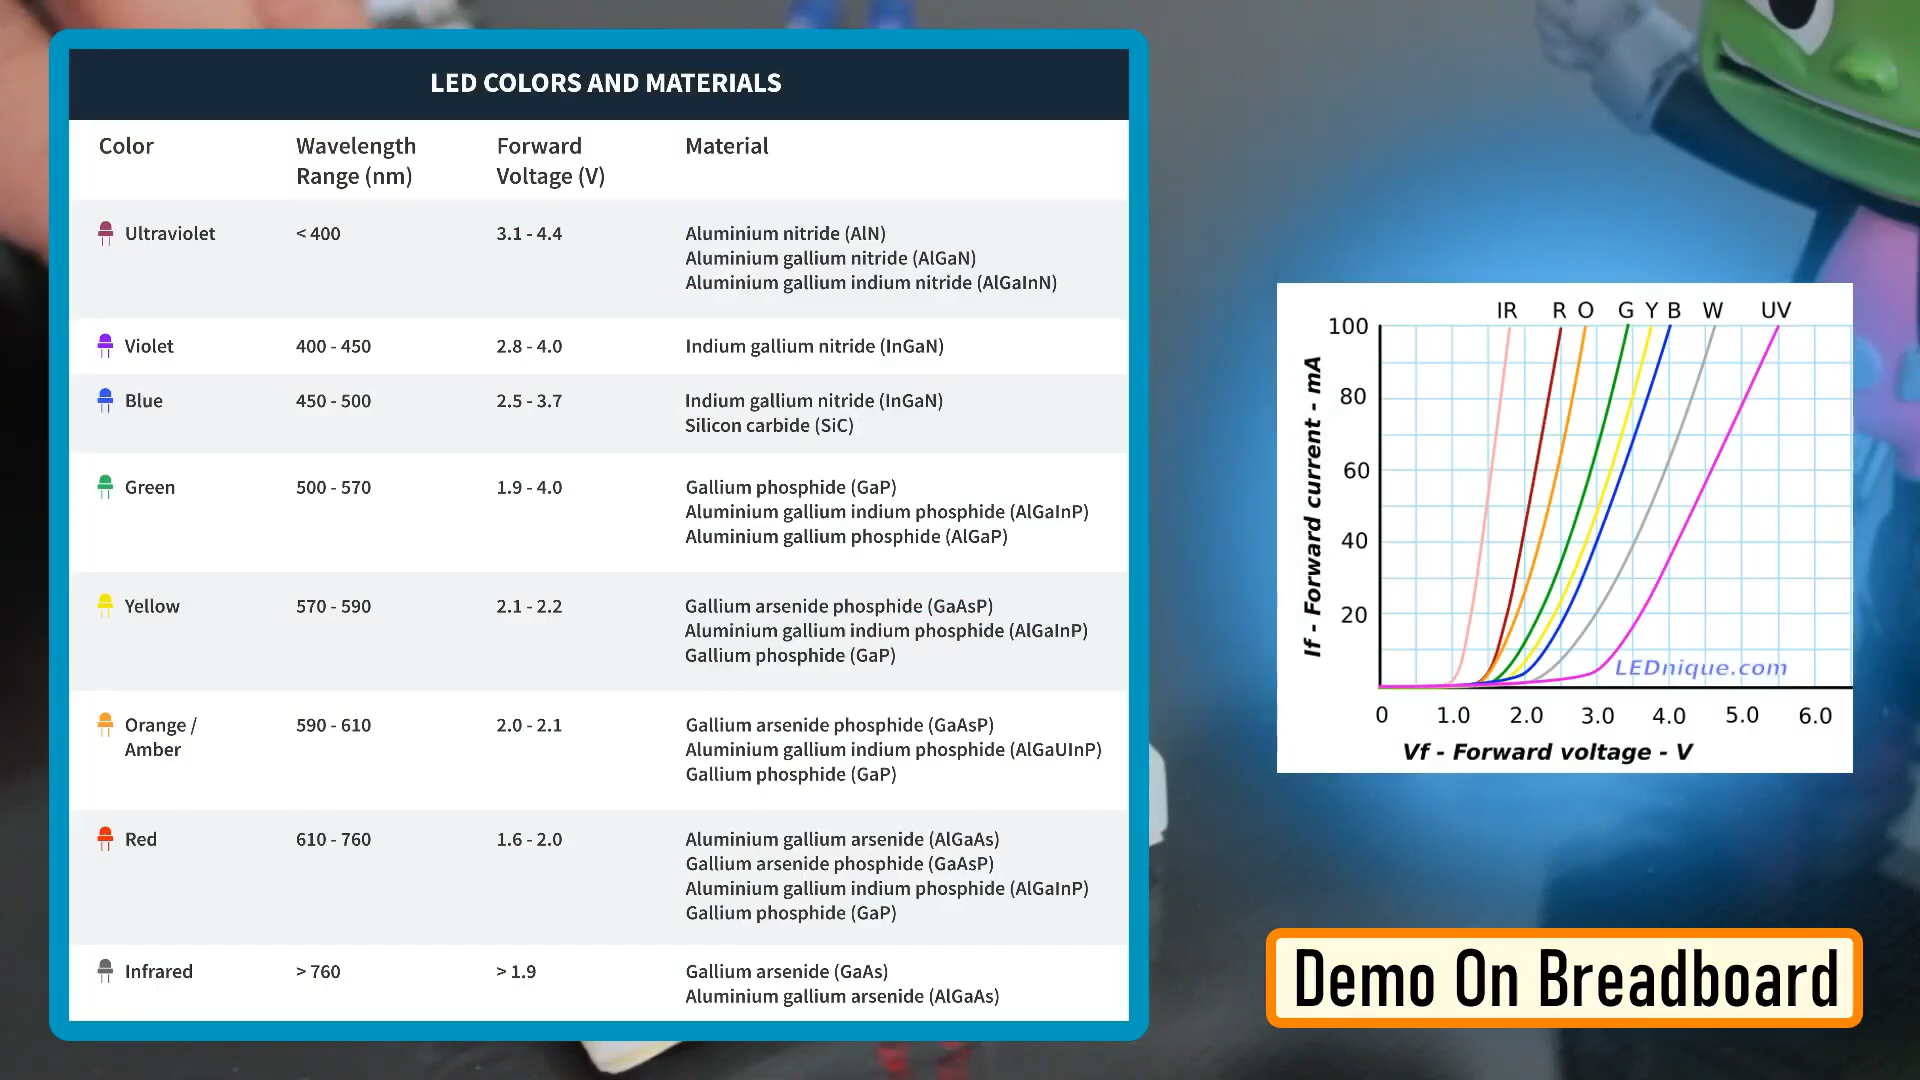 LED COLORS AND MATERIALS
Color
Wavelength
Range (nm)
Forward
Voltage (V)
Material
Ultraviolet
< 400
3.1 - 4.4
Aluminium nitride (AlN)
Aluminium gallium nitride (AlGaN)
Aluminium gallium indium nitride (AlGaInN)
Violet
400 - 450
2.8 - 4.0
Indium gallium nitride (InGaN)
Blue
450 - 500
2.5 - 3.7
Indium gallium nitride (InGaN)
Silicon carbide (SiC)
Green
500 - 570
1.9 - 4.0
Gallium phosphide (GaP)
Aluminium gallium indium phosphide (AlGaInP)
Aluminium gallium phosphide (AlGaP)
Yellow
570 - 590
2.1 - 2.2
Gallium arsenide phosphide (GaAsP)
Aluminium gallium indium phosphide (AlGaInP)
Gallium phosphide (GaP)
Orange /
Amber
590 - 610
2.0 - 2.1
Gallium arsenide phosphide (GaAsP)
Aluminium gallium indium phosphide (AlGaUInP)
Gallium phosphide (GaP)
Red
610 - 760
1.6 - 2.0
Aluminium gallium arsenide (AlGaAs)
Gallium arsenide phosphide (GaAsP)
Aluminium gallium indium phosphide (AlGaInP)
Gallium phosphide (GaP)
Infrared
> 760
> 1.9
Gallium arsenide (GaAs)
Aluminium gallium arsenide (AlGaAs)
IR R O G Y B W UV
100
80
60
40
20
If - Forward current - mA
LEDnique.com
0 1.0 2.0 3.0 4.0 5.0 6.0
Vf - Forward voltage - V
Demo On Breadboard